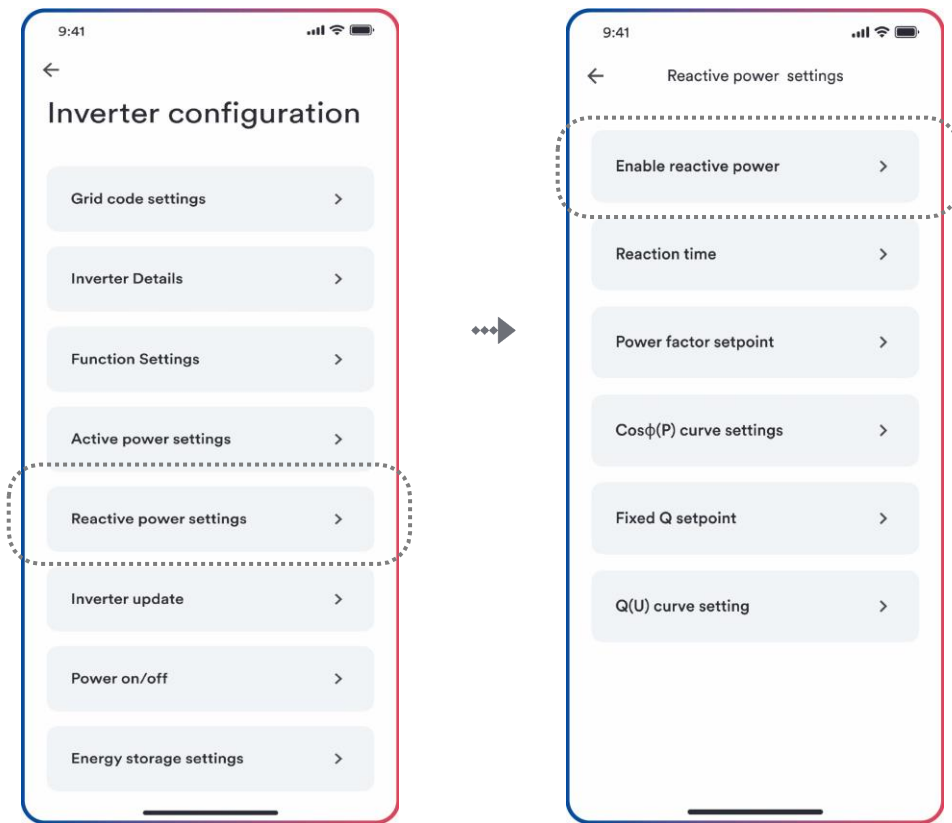 9:41
Inverter configuration
Grid code settings
Inverter Details
Function Settings
Active power settings
Reactive power settings
Inverter update
Power on/off
Energy storage settings
9:41
Reactive power settings
Enable reactive power
Reaction time
Power factor setpoint
Cosϕ(P) curve settings
Fixed Q setpoint
Q(U) curve setting